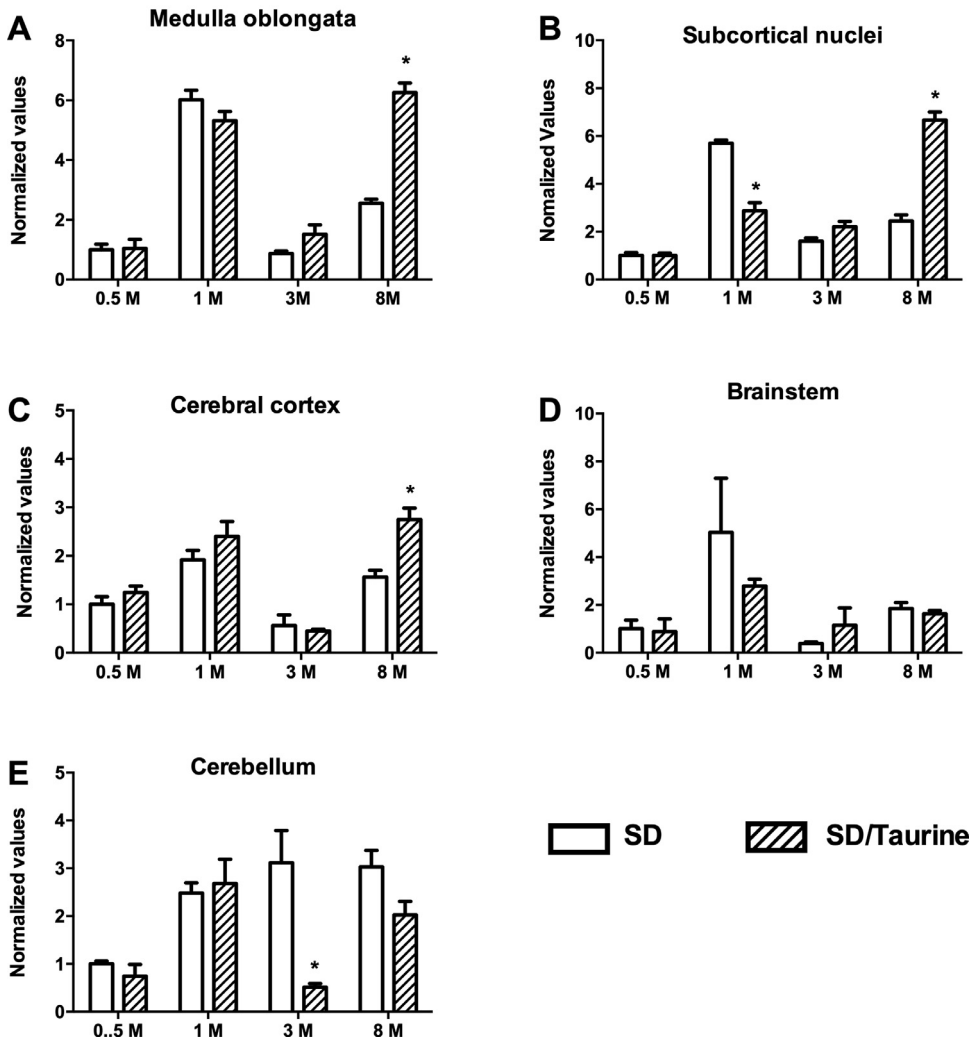 A
Medulla oblongata
Normalized values
8
6
4
2
0
*
0.5 M
1 M
3M
8M
B
Subcortical nuclei
Nomalized Values
10
8
6
4
2
0
*
*
0.5 M
1 M
3 M
8 M
C
Cerebral cortex
Normalized values
5
4
3
2
1
0
*
0.5 M
1 M
3 M
8 M
D
Brainstem
Normalized values
10
8
6
4
2
0
0.5 M
1 M
3 M
8 M
E
Cerebellum
Normalized values
5
4
3
2
1
0
*
0..5 M
1 M
3 M
8 M
SD
SD/Taurine